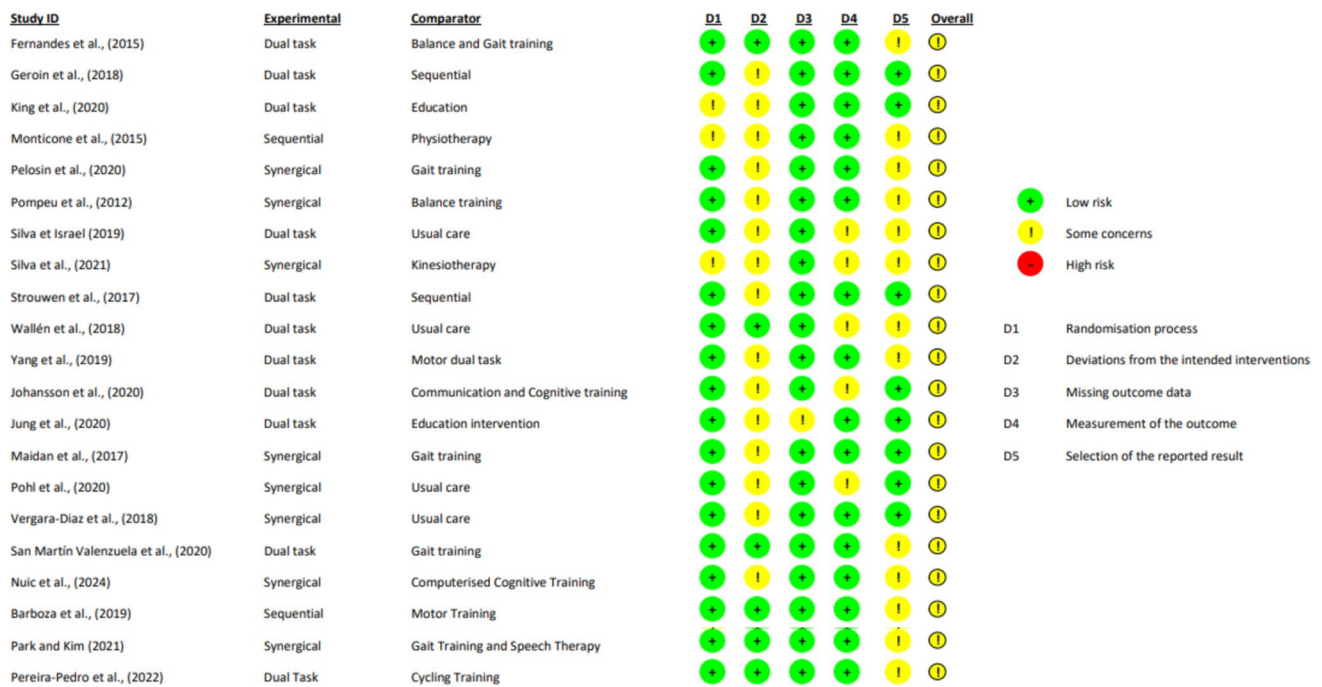 Study ID Experimental Comparator D1 D2 D3 D4 D5 Overall
Fernandes et al., (2015) Dual task Balance and Gait training + + + + ! !
Geroin et al., (2018) Dual task Sequential + ! + + + !
King et al., (2020) Dual task Education ! ! + + + !
Monticone et al., (2015) Sequential Physiotherapy ! ! + + ! !
Pelosin et al., (2020) Synergical Gait training + ! + + ! !
Pompeu et al., (2012) Synergical Balance training + ! + + ! !
+ Low risk
Silva et Israel (2019) Dual task Usual care + ! + ! ! !
! Some concerns
Silva et al., (2021) Synergical Kinesiotherapy ! ! + ! ! !
- High risk
Strouwen et al., (2017) Dual task Sequential + ! + + + !
Wallén et al., (2018) Dual task Usual care + + + ! ! !
D1 Randomisation process
Yang et al., (2019) Dual task Motor dual task + ! + + ! !
D2 Deviations from the intended interventions
Johansson et al., (2020) Dual task Communication and Cognitive training + ! + ! + !
D3 Missing outcome data
Jung et al., (2020) Dual task Education intervention + ! ! + + !
D4 Measurement of the outcome
Maidan et al., (2017) Synergical Gait training + ! + + + !
D5 Selection of the reported result
Pohl et al., (2020) Synergical Usual care + ! + ! + !
Vergara-Diaz et al., (2018) Synergical Usual care + ! + + + !
San Martín Valenzuela et al., (2020) Dual task Gait training + + + + ! !
Nuic et al., (2024) Synergical Computerised Cognitive Training + ! + + ! !
Barboza et al., (2019) Sequential Motor Training + + + + ! !
Park and Kim (2021) Synergical Gait Training and Speech Therapy + + + + ! !
Pereira-Pedro et al., (2022) Dual Task Cycling Training + + + + ! !